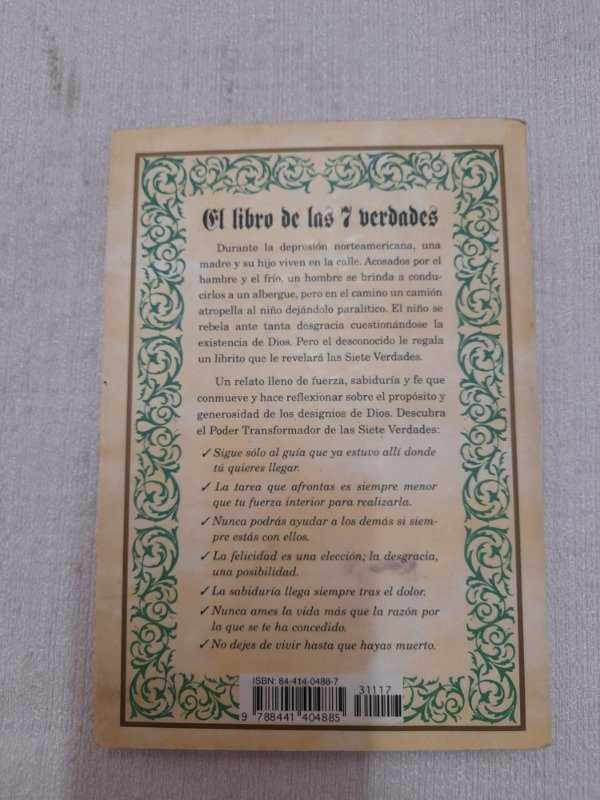 El libro de las 7 verdades
Durante la depresión norteamericana, una
madre y su hijo viven en la calle. Acosados por el
hambre y el frío, un hombre se brinda a condu-
cirlos a un albergue, pero en el camino un camión
atropella al niño dejándolo paralítico. El niño se
rebela ante tanta desgracia cuestionándose la
existencia de Dios. Pero el desconocido le regala
un librito que le revelará las Siete Verdades.
Un relato lleno de fuerza, sabiduría y fe que
conmueve y hace reflexionar sobre el propósito y
generosidad de los designios de Dios. Descubra
el Poder Transformador de las Siete Verdades:
✓ Sigue sólo al guía que ya estuvo allí donde
tú quieres llegar.
✓ La tarea que afrontas es siempre menor
que tu fuerza interior para realizarla.
✓ Nunca podrás ayudar a los demás si siem-
pre estás con ellos.
✓ La felicidad es una elección; la desgracia,
una posibilidad.
✓ La sabiduría llega siempre tras el dolor.
✓ Nunca ames la vida más que la razón por
la que se te ha concedido.
✓ No dejes de vivir hasta que hayas muerto.
ISBN: 84-414-0488-7
31117
9 788441 404885